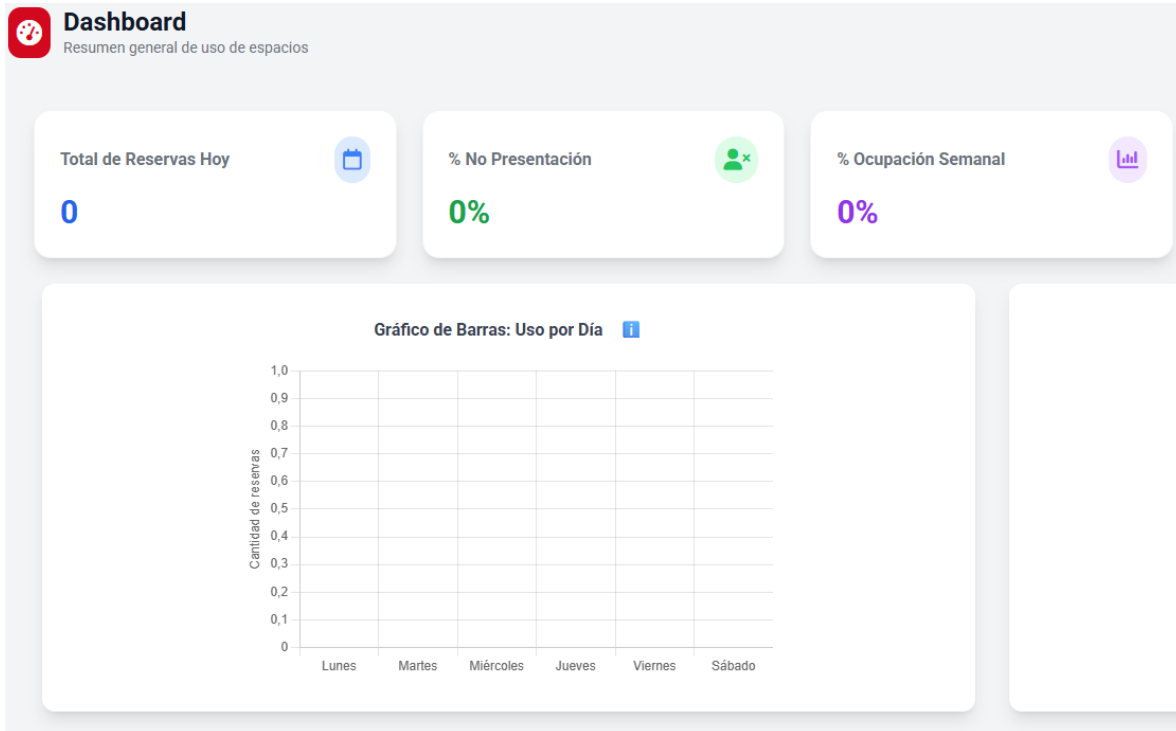 Dashboard
Resumen general de uso de espacios
Total de Reservas Hoy
0
% No Presentación
0%
% Ocupación Semanal
0%
Gráfico de Barras: Uso por Día ℹ
Cantidad de reservas
1,0
0,9
0,8
0,7
0,6
0,5
0,4
0,3
0,2
0,1
0
Lunes Martes Miércoles Jueves Viernes Sábado